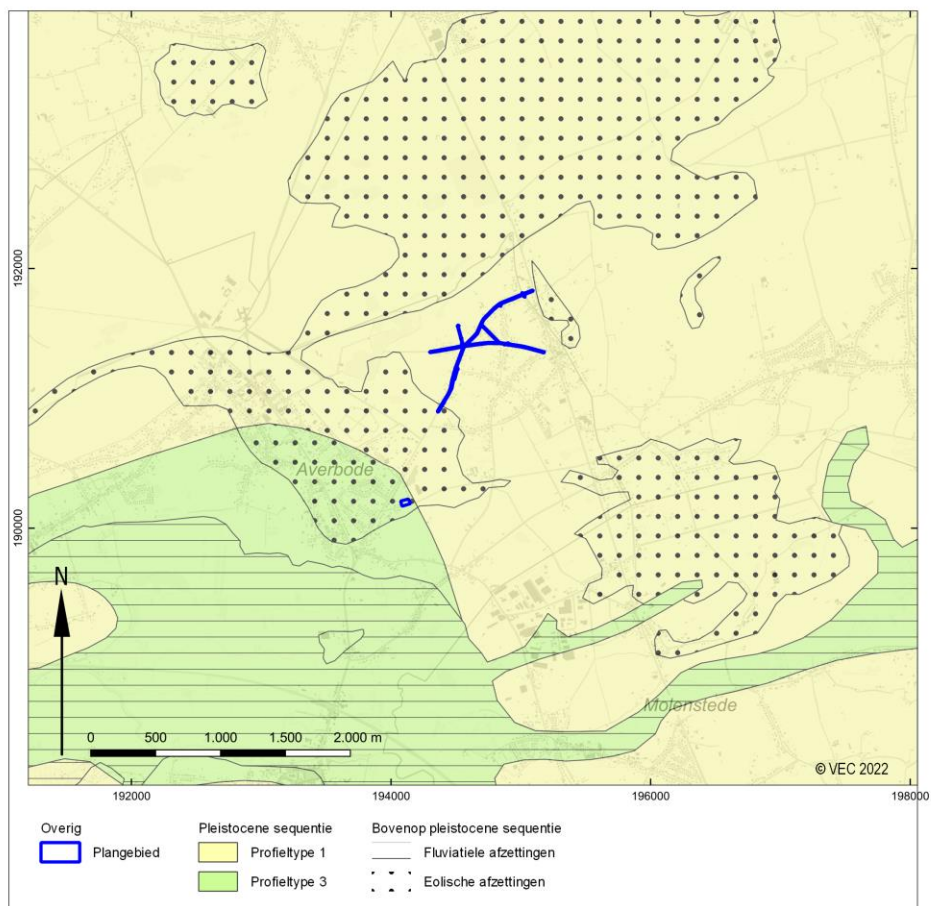 192000
190000
Averbode
Molenstede
N
0 500 1.000 1.500 2.000 m
© VEC 2022
192000 194000 196000 198000
Overig
Plangebied
Pleistocene sequentie
Profieltype 1
Profieltype 3
Bovenop pleistocene sequentie
Fluviatiele afzettingen
Eolische afzettingen